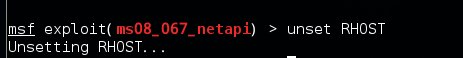 msf exploit(ms08_067_netapi) > unset RHOST
Unsetting RHOST...